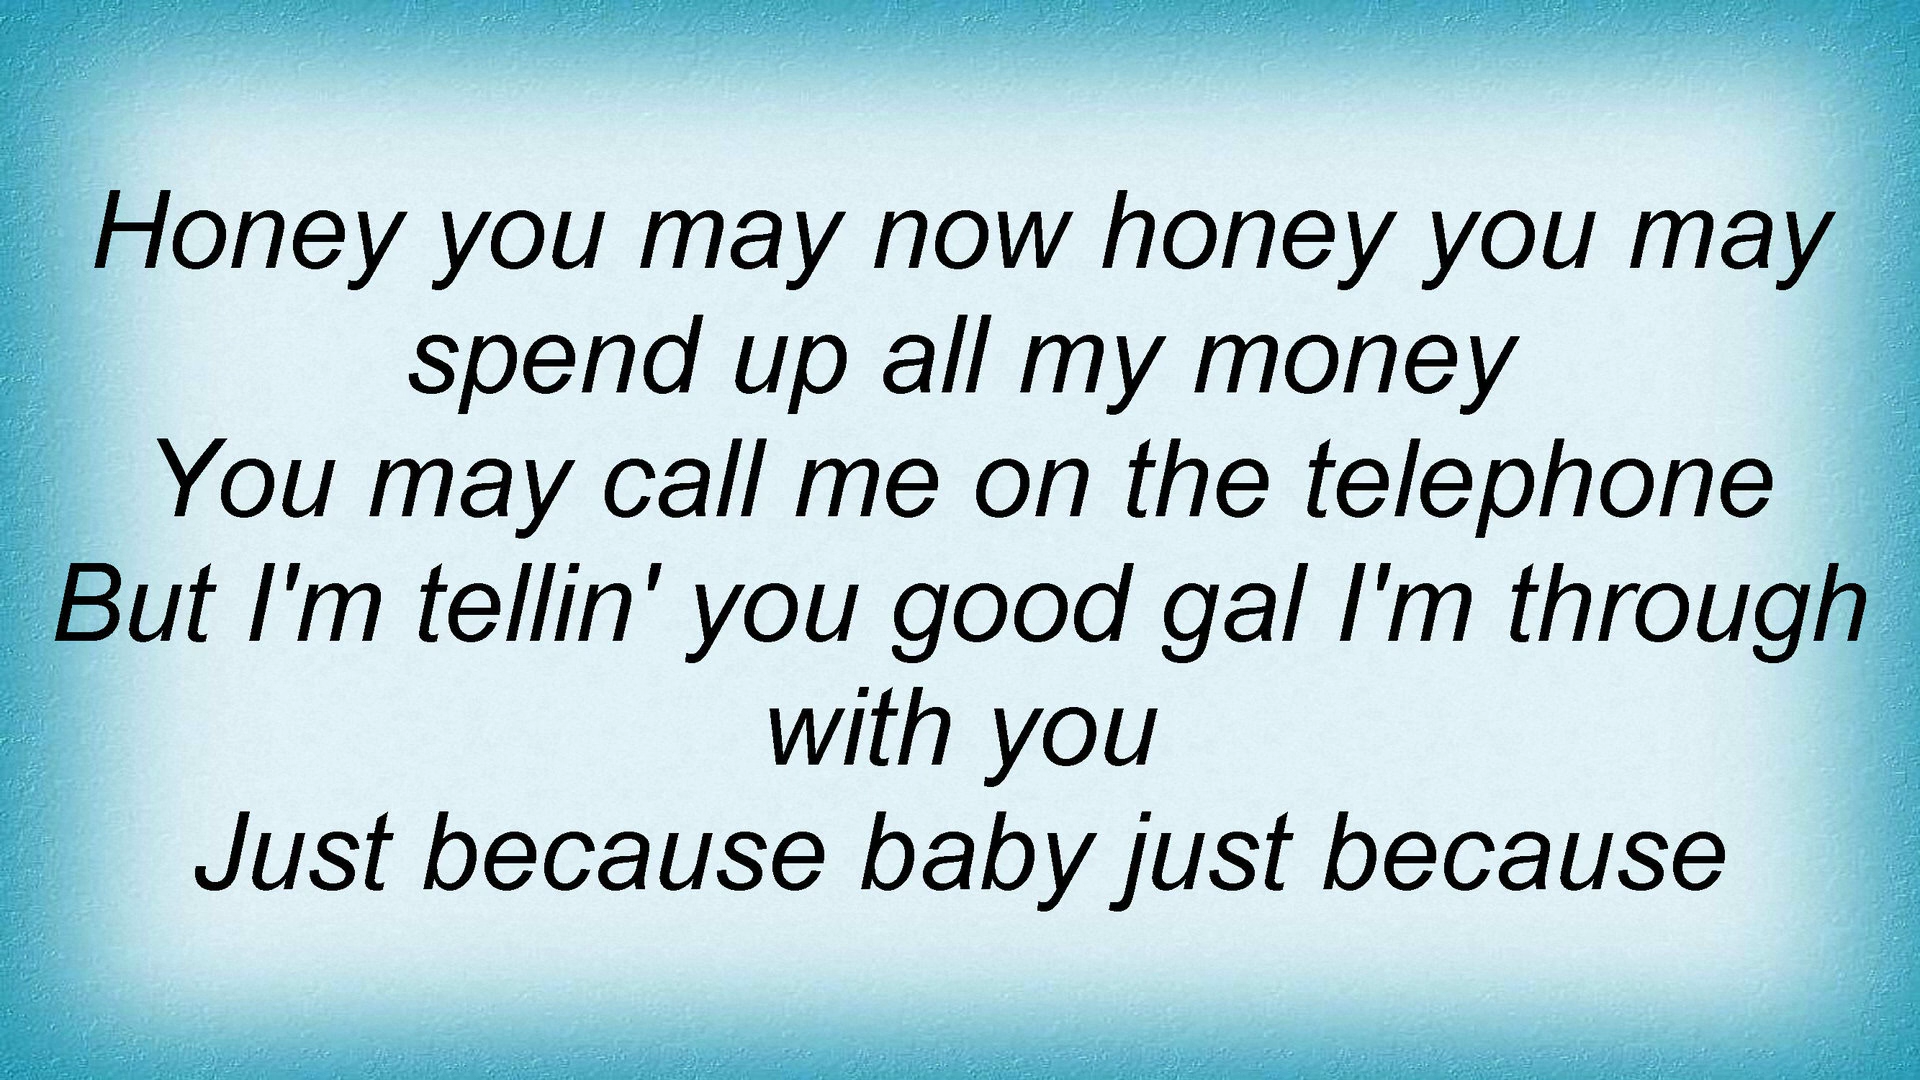 Honey you may now honey you may
spend up all my money
You may call me on the telephone
But I'm tellin' you good gal I'm through
with you
Just because baby just because